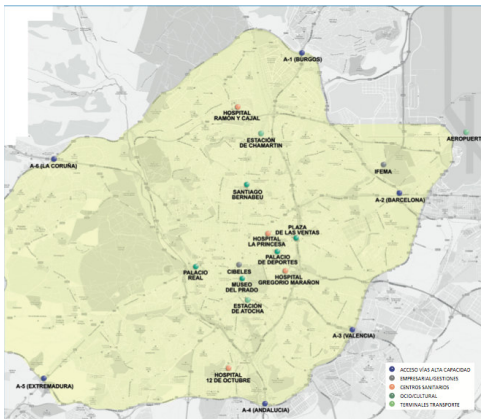 A-1 (BURGOS)
HOSPITAL
RAMÓN Y CAJAL
ESTACIÓN
DE CHAMARTIN
AEROPUERT
A-6 (LA CORUÑA)
IFEMA
SANTIAGO
BERNABEU
A-2 (BARCELONA)
PLAZA
DE LAS VENTAS
HOSPITAL
LA PRINCESA
PALACIO
DE DEPORTES
PALACIO
REAL
CIBELES
HOSPITAL
GREGORIO MARAÑON
MUSEO
DEL PRADO
ESTACIÓN
DE ATOCHA
A-3 (VALENCIA)
HOSPITAL
12 DE OCTUBRE
A-5 (EXTREMADURA)
A-4 (ANDALUCIA)
ACCESO VÍAS ALTA CAPACIDAD
EMPRESARIAL/GESTIONES
CENTROS SANITARIOS
OCIO/CULTURAL
TERMINALES TRANSPORTE